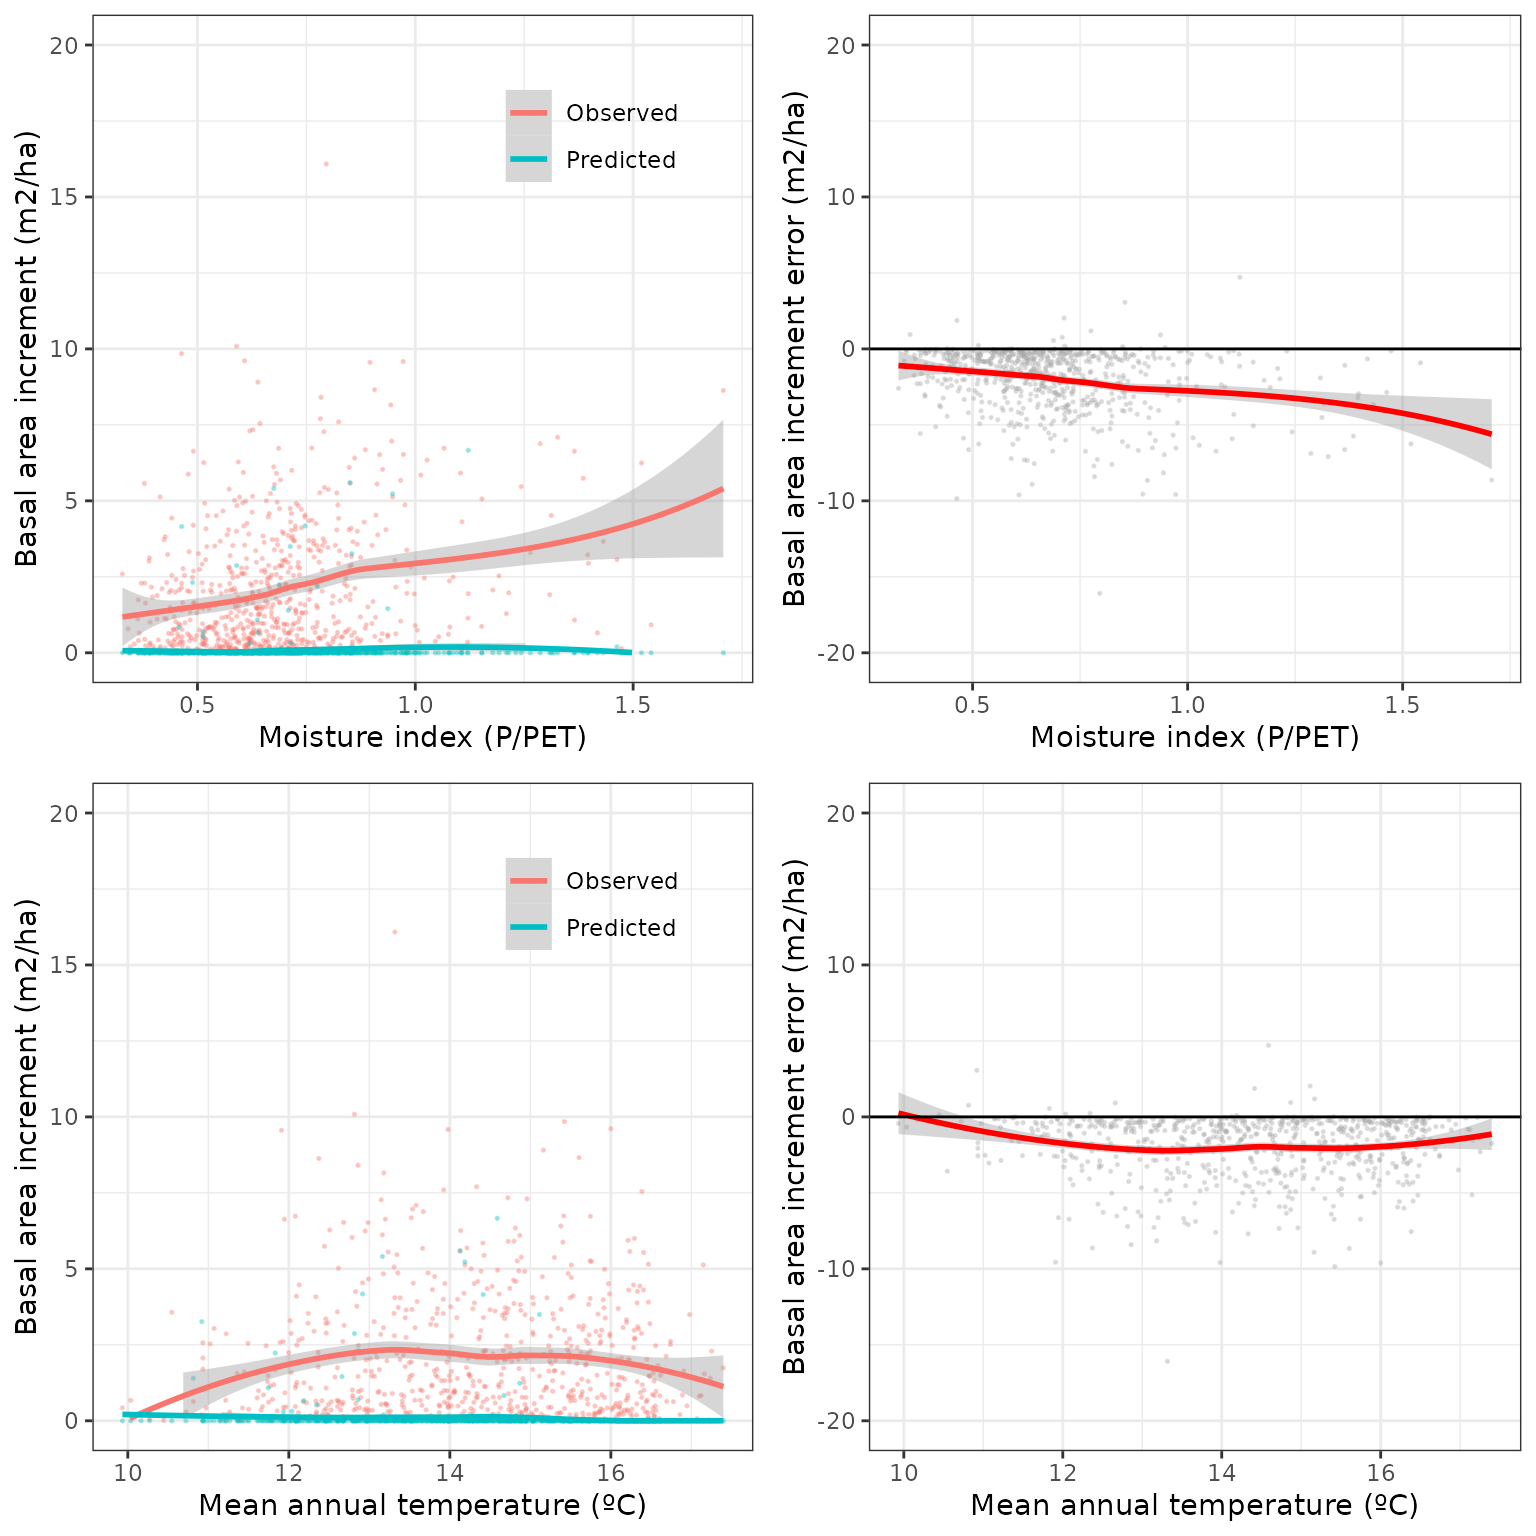 Basal area increment (m2/ha)
20
15
10
5
0
Observed
Predicted
0.5 1.0 1.5
Moisture index (P/PET)
Basal area increment error (m2/ha)
20
10
0
-10
-20
0.5 1.0 1.5
Moisture index (P/PET)
Basal area increment (m2/ha)
20
15
10
5
0
Observed
Predicted
10 12 14 16
Mean annual temperature (ºC)
Basal area increment error (m2/ha)
20
10
0
-10
-20
10 12 14 16
Mean annual temperature (ºC)